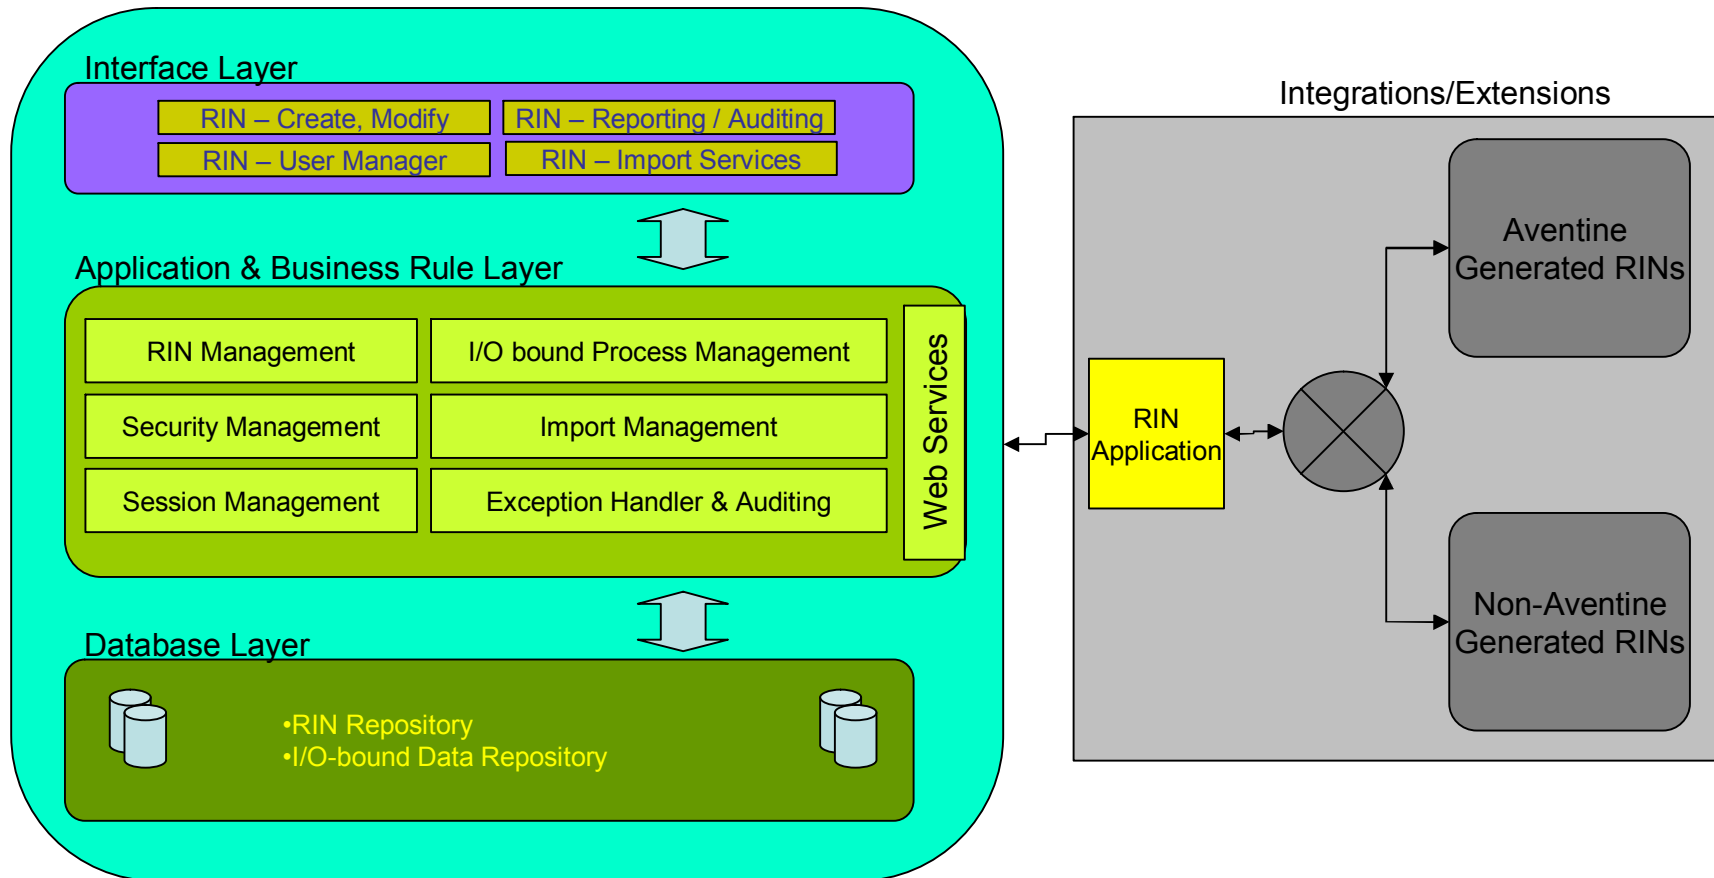 Interface Layer
RIN – Create, Modify
RIN – Reporting / Auditing
RIN – User Manager
RIN – Import Services
Application & Business Rule Layer
RIN Management
I/O bound Process Management
Security Management
Import Management
Session Management
Exception Handler & Auditing
Web Services
Database Layer
•RIN Repository
•I/O-bound Data Repository
Integrations/Extensions
RIN
Application
Aventine
Generated RINs
Non-Aventine
Generated RINs